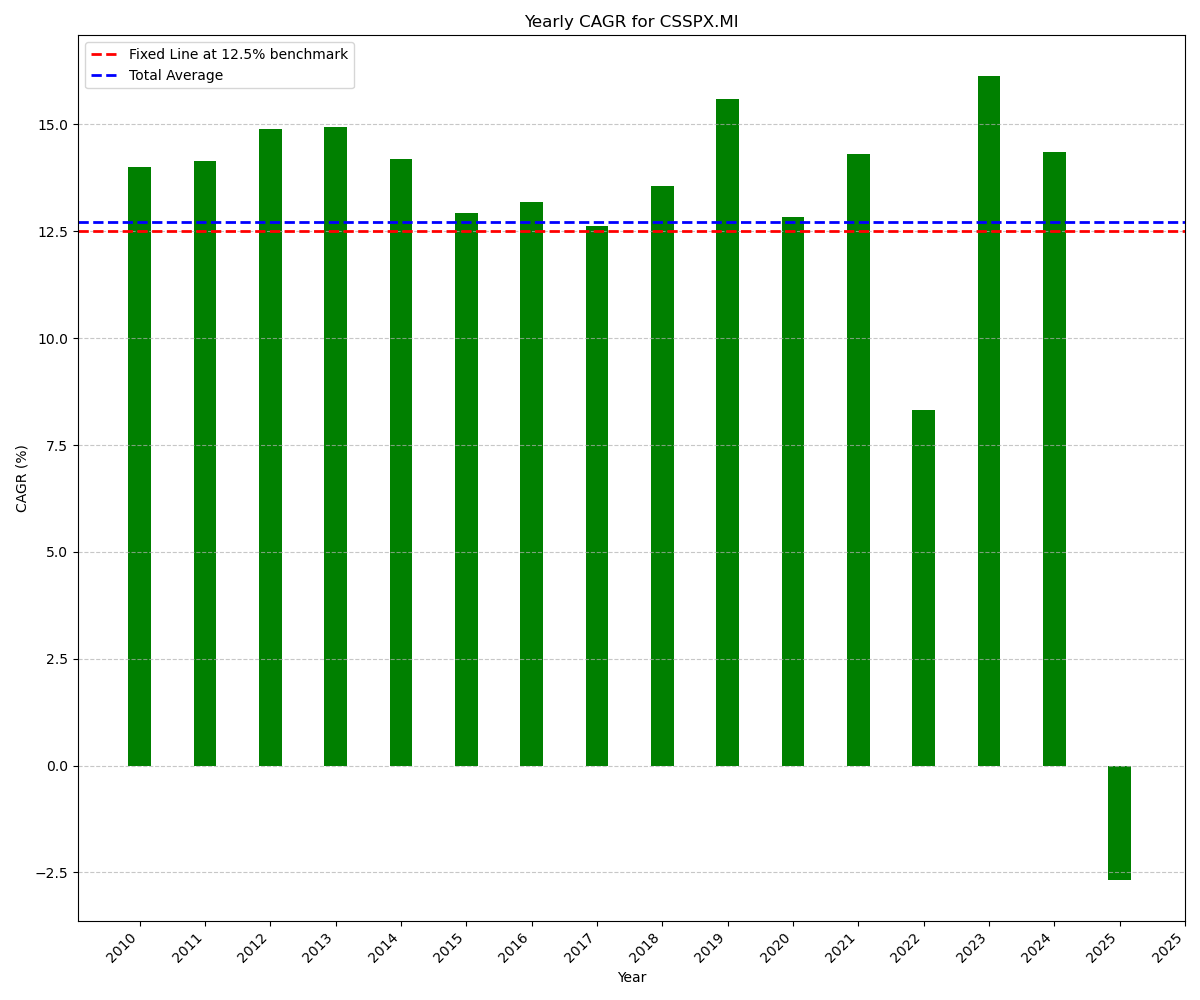 Yearly CAGR for CSSPX.MI
Fixed Line at 12.5% benchmark
Total Average
CAGR (%)
15.0
12.5
10.0
7.5
5.0
2.5
0.0
−2.5
2010 2011 2012 2013 2014 2015 2016 2017 2018 2019 2020 2021 2022 2023 2024 2025 2025
Year